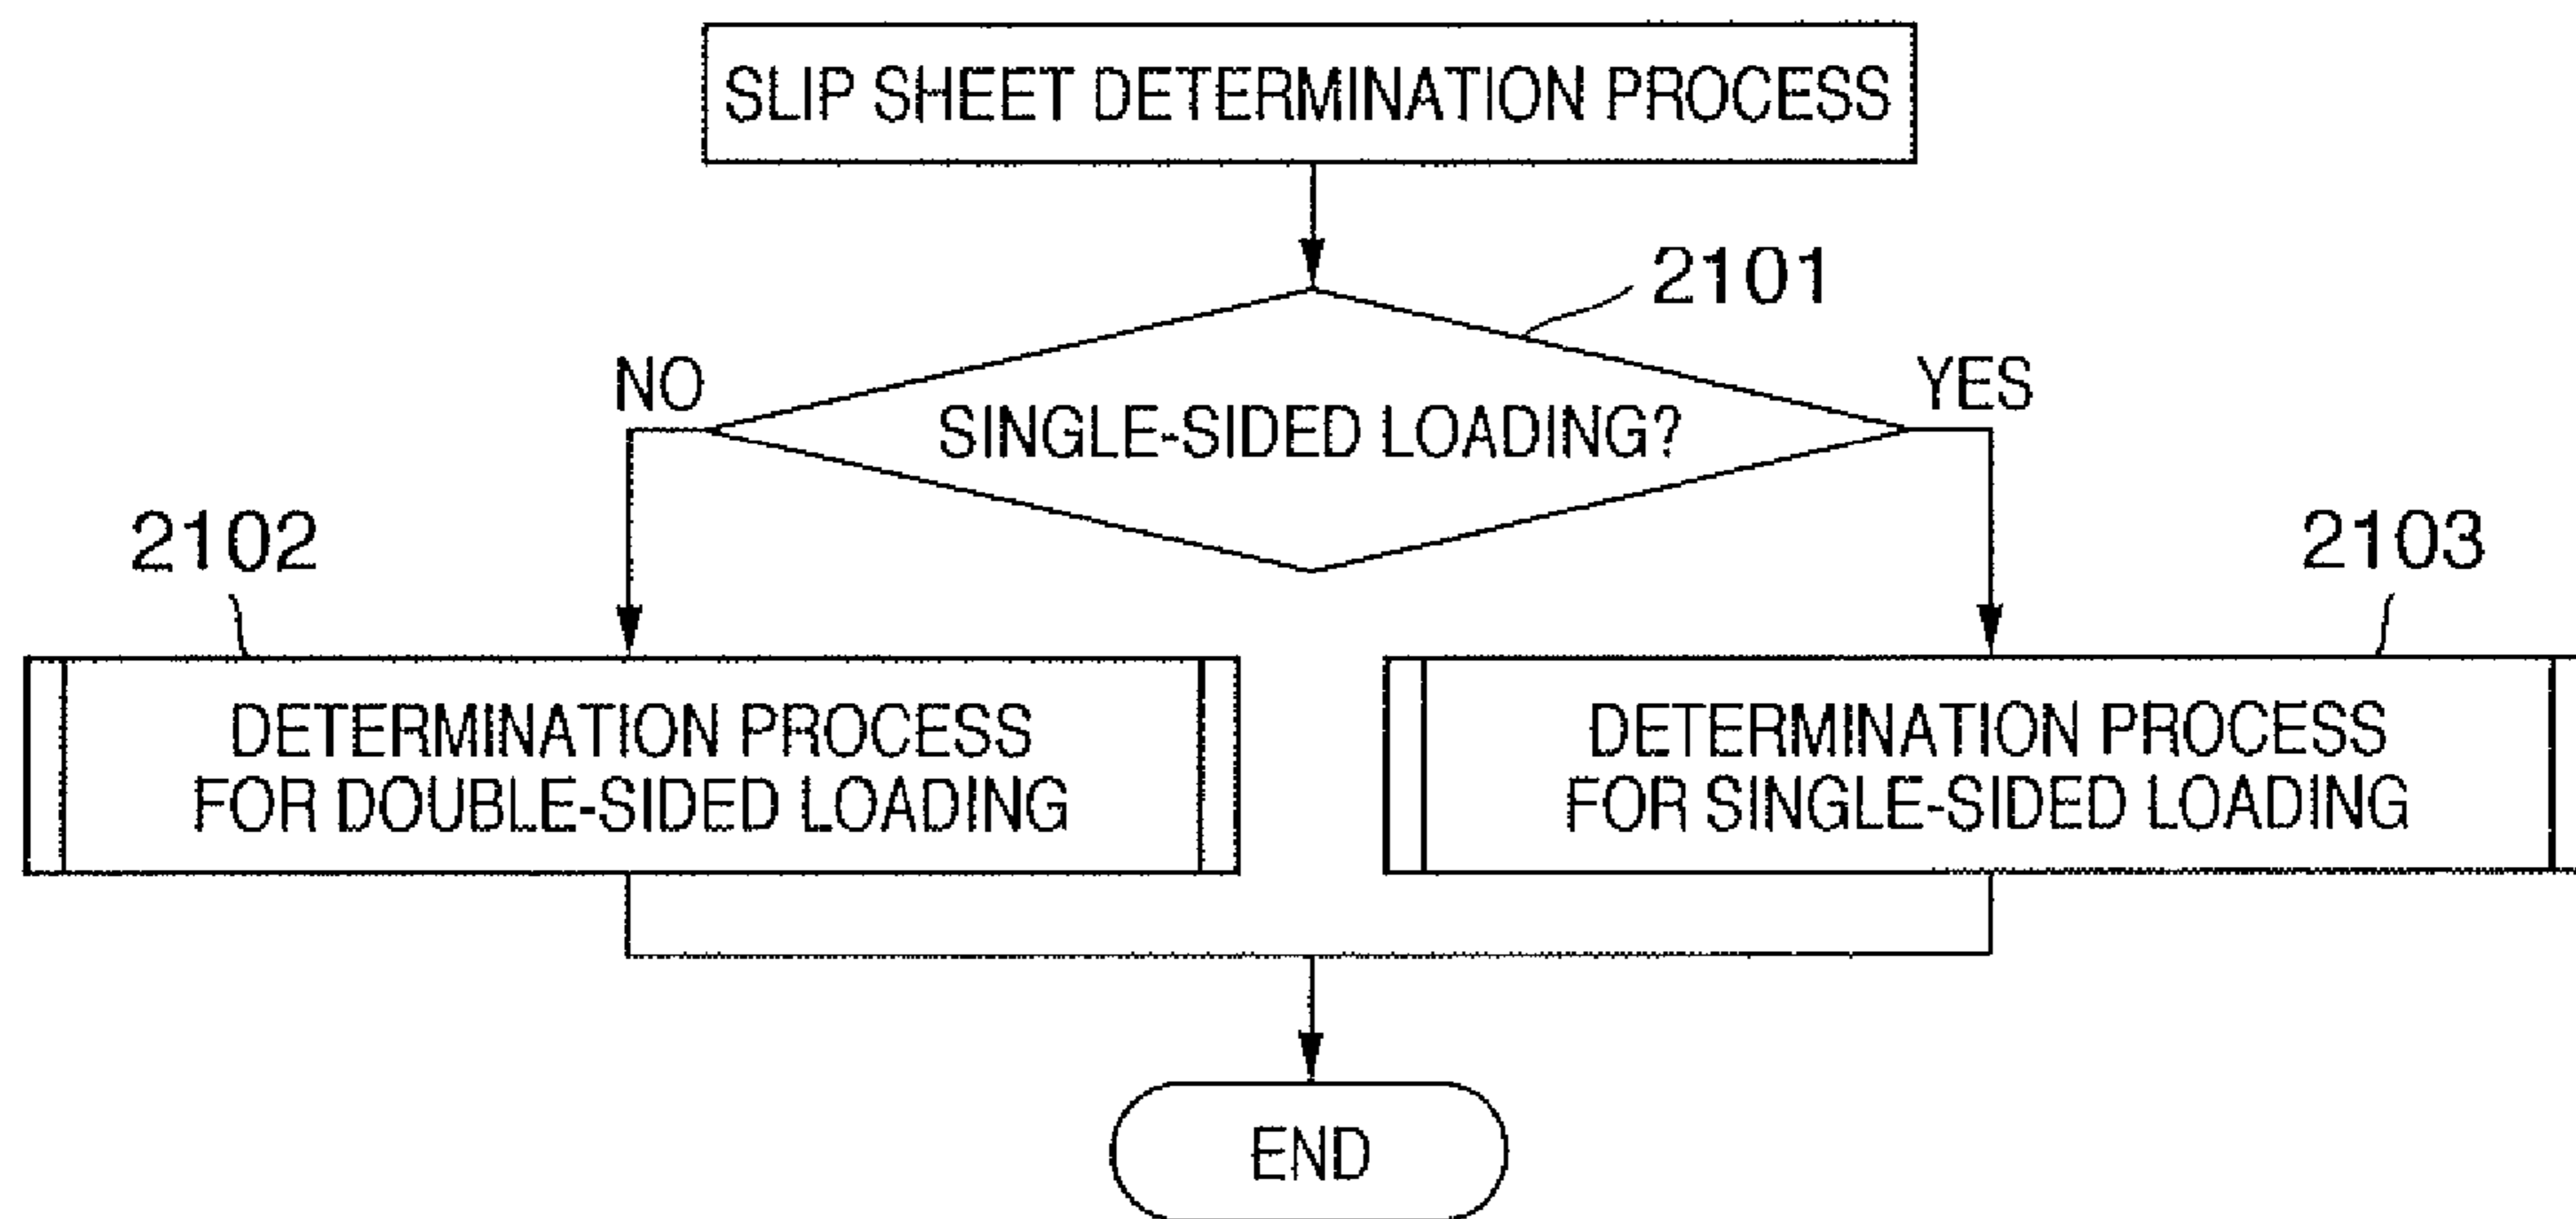 SLIP SHEET DETERMINATION PROCESS
2101
NO
YES
SINGLE-SIDED LOADING?
2102
2103
DETERMINATION PROCESS
FOR DOUBLE-SIDED LOADING
DETERMINATION PROCESS
FOR SINGLE-SIDED LOADING
END